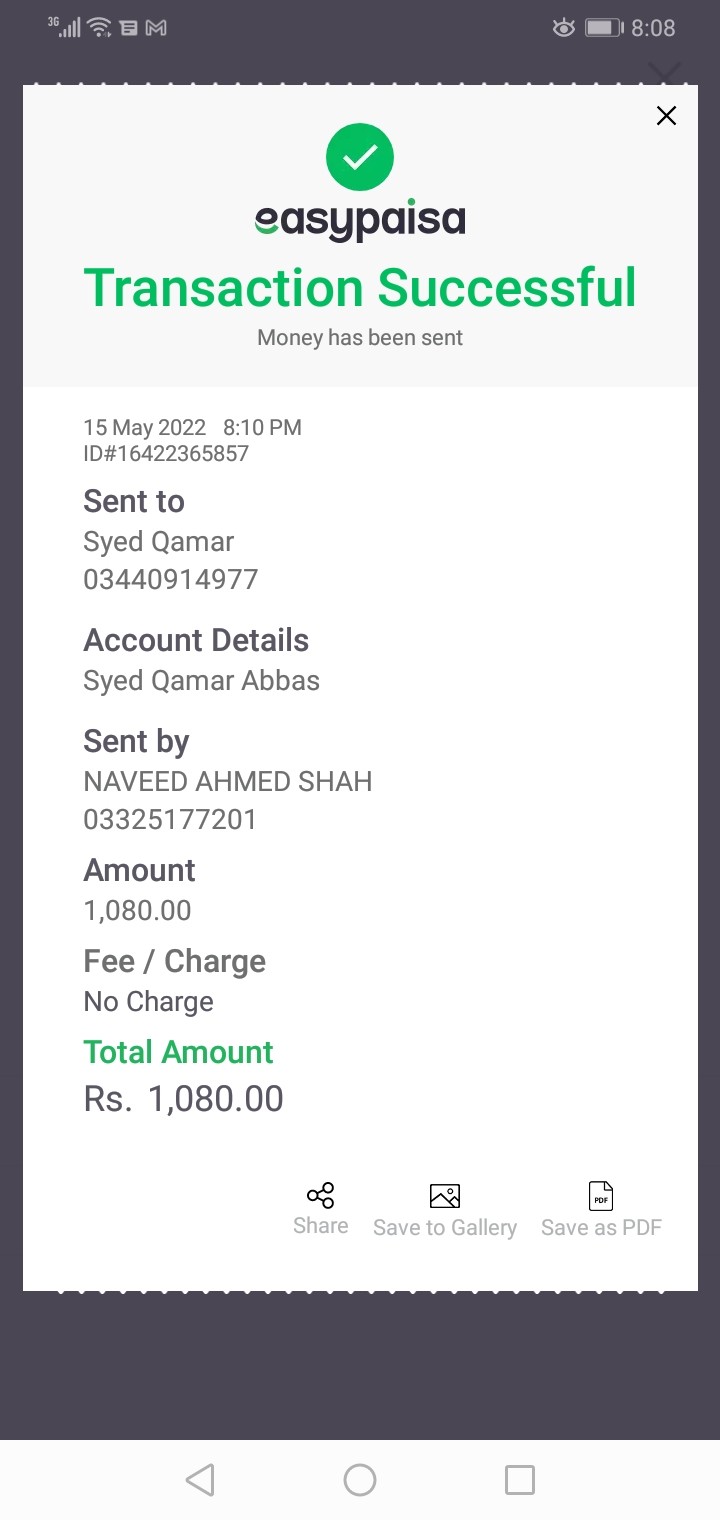 3G 8:08
easypaisa
Transaction Successful
Money has been sent
15 May 2022 8:10 PM
ID#16422365857
Sent to
Syed Qamar
03440914977
Account Details
Syed Qamar Abbas
Sent by
NAVEED AHMED SHAH
03325177201
Amount
1,080.00
Fee / Charge
No Charge
Total Amount
Rs. 1,080.00
PDF
Share Save to Gallery Save as PDF